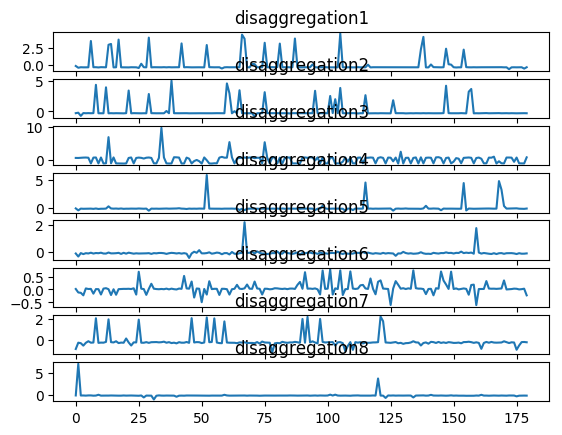 disaggregation1
2.5
0.0
disaggregation2
5
0
disaggregation3
10
0
disaggregation4
5
0
disaggregation5
2
0
disaggregation6
0.5
0.0
−0.5
disaggregation7
2
0
disaggregation8
5
0
0 25 50 75 100 125 150 175